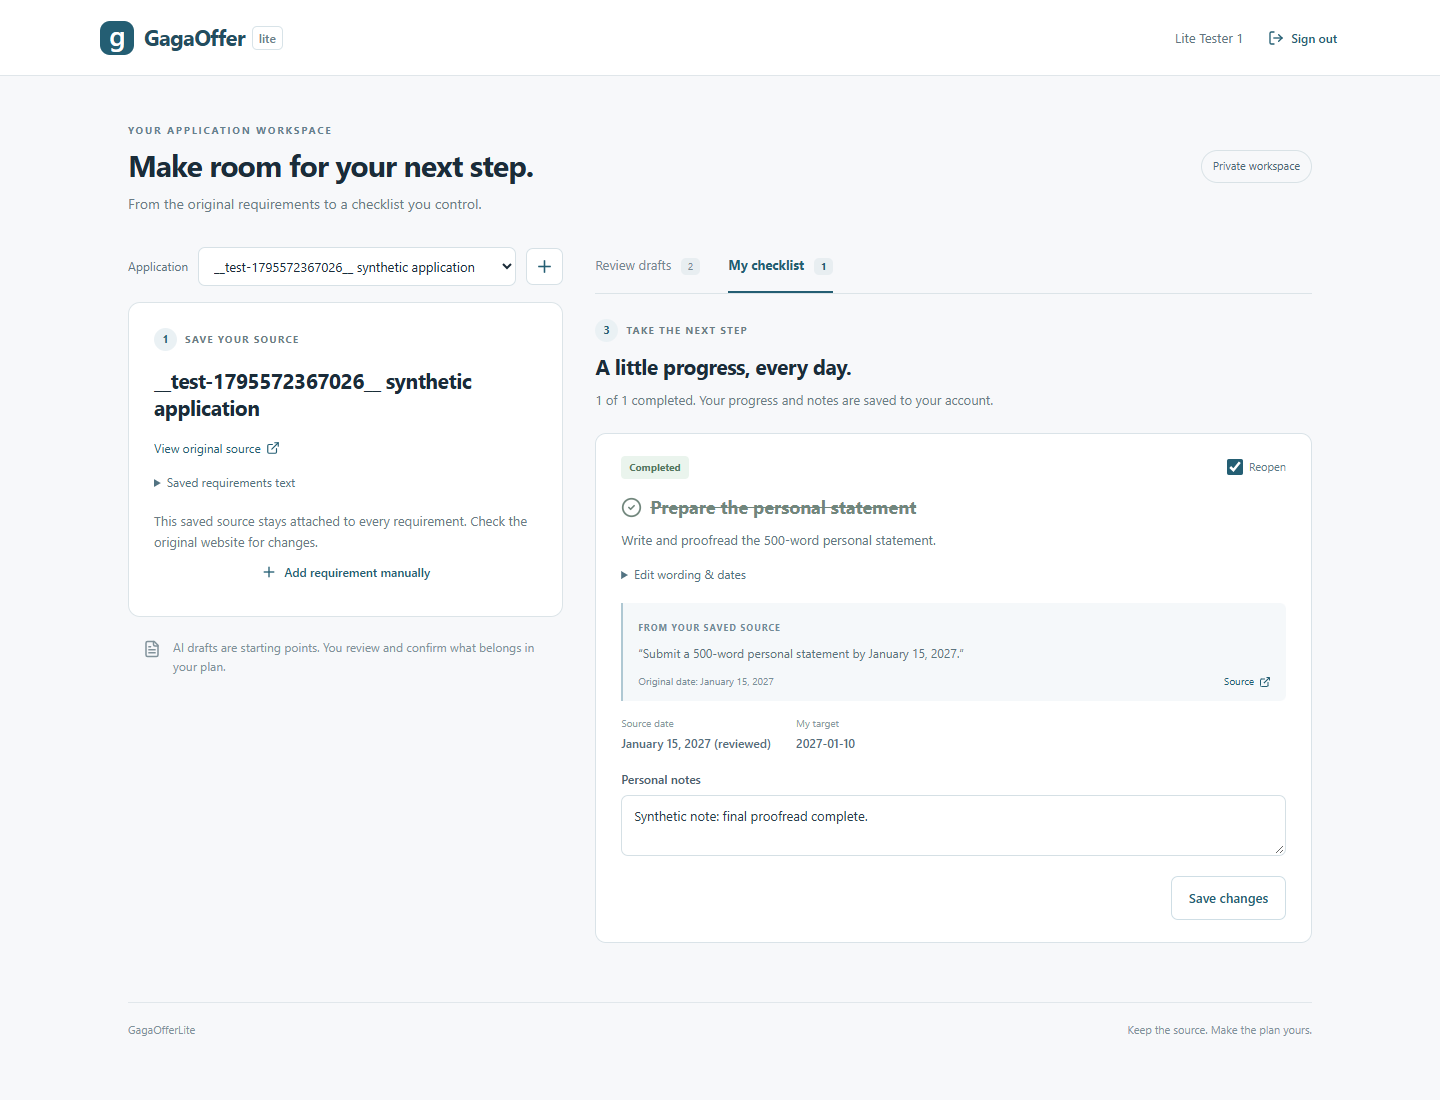 g GagaOffer lite
Lite Tester 1
Sign out
YOUR APPLICATION WORKSPACE
Make room for your next step.
From the original requirements to a checklist you control.
Private workspace
Application
__test-1795572367026__ synthetic application
1 SAVE YOUR SOURCE
__test-1795572367026__ synthetic
application
View original source
Saved requirements text
This saved source stays attached to every requirement. Check the
original website for changes.
Add requirement manually
AI drafts are starting points. You review and confirm what belongs in
your plan.
Review drafts 2
My checklist 1
3 TAKE THE NEXT STEP
A little progress, every day.
1 of 1 completed. Your progress and notes are saved to your account.
Completed
Reopen
Prepare the personal statement
Write and proofread the 500-word personal statement.
Edit wording & dates
FROM YOUR SAVED SOURCE
“Submit a 500-word personal statement by January 15, 2027.”
Original date: January 15, 2027
Source
Source date
January 15, 2027 (reviewed)
My target
2027-01-10
Personal notes
Synthetic note: final proofread complete.
Save changes
GagaOfferLite
Keep the source. Make the plan yours.